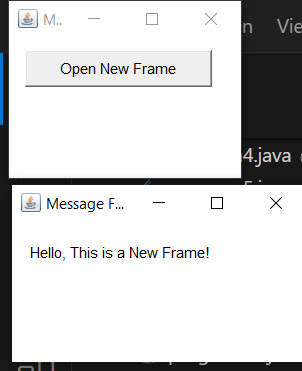 M..
Open New Frame
Vie
4.java
Message F...
Hello, This is a New Frame!